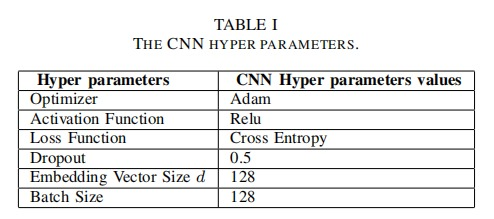 TABLE I
THE CNN HYPER PARAMETERS.
Hyper parameters CNN Hyper parameters values
Optimizer Adam
Activation Function Relu
Loss Function Cross Entropy
Dropout 0.5
Embedding Vector Size d 128
Batch Size 128